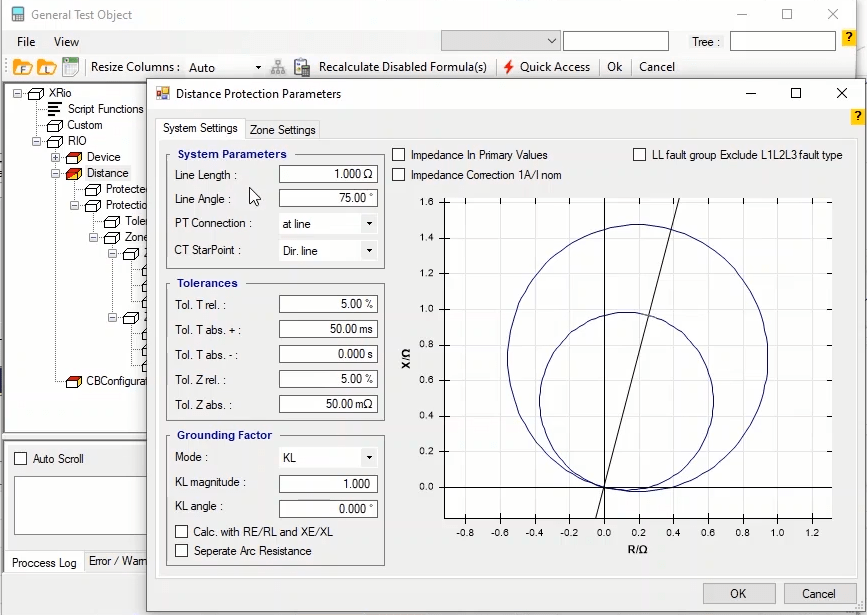 General Test Object
File View Tree : ?
Resize Columns : Auto Recalculate Disabled Formula(s) Quick Access Ok Cancel
XRio
Script Functions
Custom
RIO
Device
Distance
Protecte
Protectio
Toler
Zone
Z
Z
CBConfigurat
Auto Scroll
Proccess Log Error / Warn
Distance Protection Parameters
?
System Settings Zone Settings
System Parameters
Line Length : 1.000 Ω
Line Angle : 75.00 °
PT Connection : at line
CT StarPoint : Dir. line
Tolerances
Tol. T rel. : 5.00 %
Tol. T abs. + : 50.00 ms
Tol. T abs. - : 0.000 s
Tol. Z rel. : 5.00 %
Tol. Z abs. : 50.00 mΩ
Grounding Factor
Mode : KL
KL magnitude : 1.000
KL angle : 0.000 °
Calc. with RE/RL and XE/XL
Seperate Arc Resistance
Impedance In Primary Values LL fault group Exclude L1L2L3 fault type
Impedance Correction 1A/I nom
1.6
1.4
1.2
1.0
0.8
0.6
0.4
0.2
0.0
X/Ω
-0.8 -0.6 -0.4 -0.2 0.0 0.2 0.4 0.6 0.8 1.0 1.2
R/Ω
OK Cancel